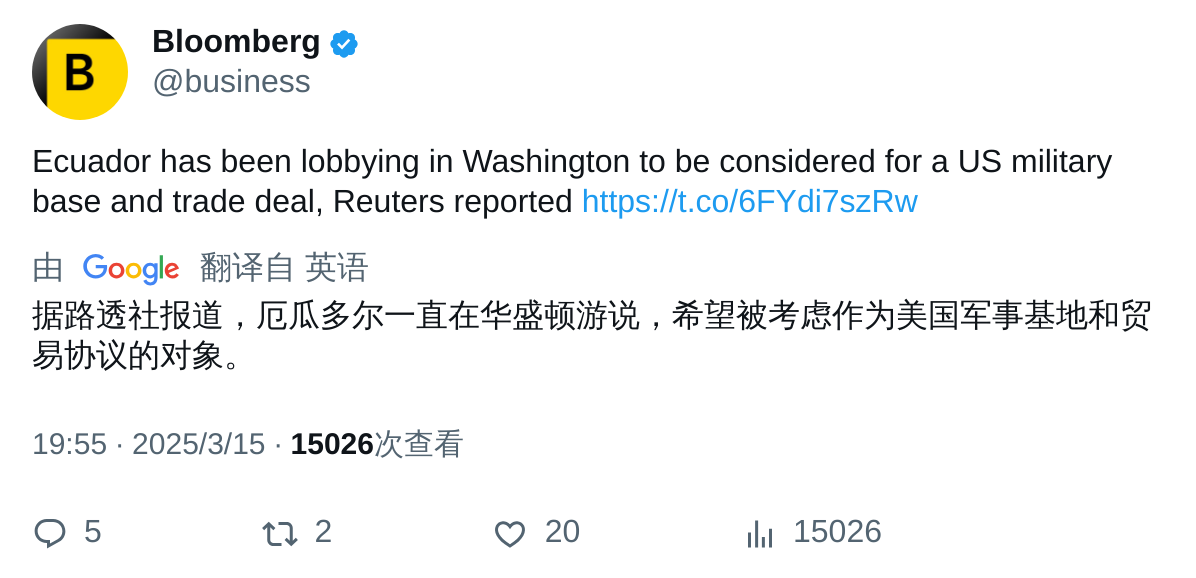 B
Bloomberg
@business
Ecuador has been lobbying in Washington to be considered for a US military
base and trade deal, Reuters reported https://t.co/6FYdi7szRw
由 Google 翻译自 英语
据路透社报道，厄瓜多尔一直在华盛顿游说，希望被考虑作为美国军事基地和贸
易协议的对象。
19:55 · 2025/3/15 · 15026次查看
5 2 20 15026